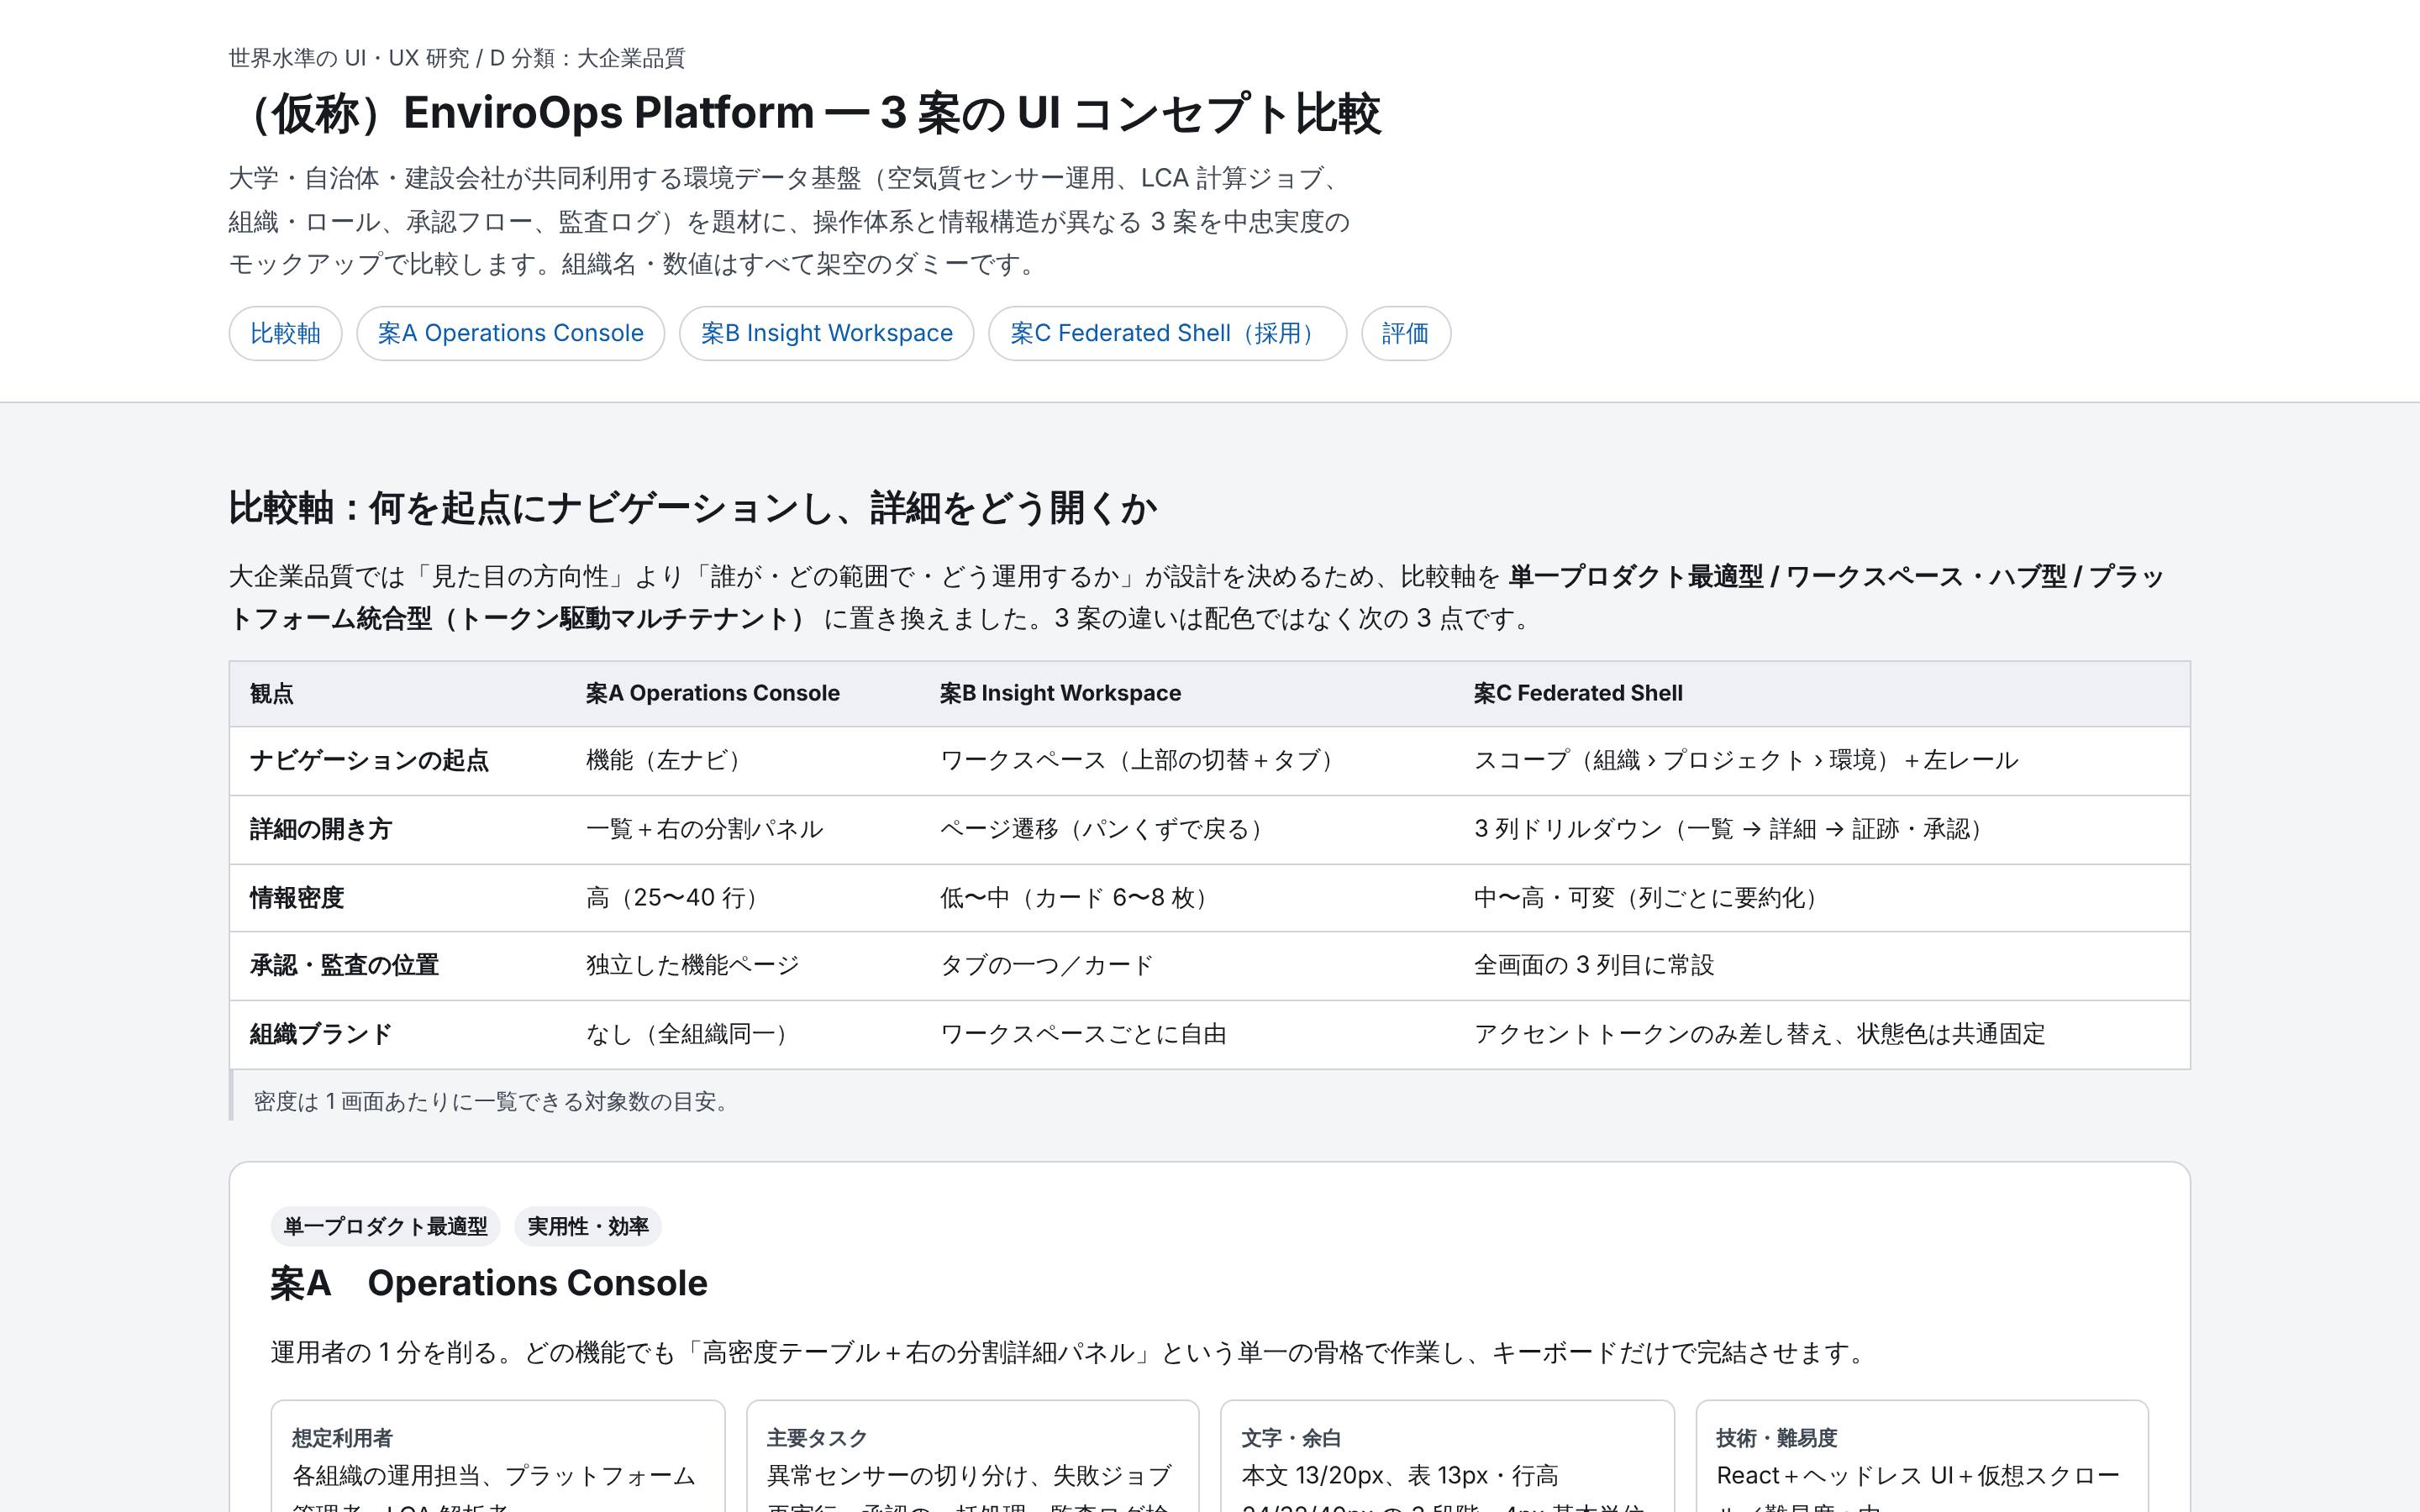 世界水準の UI・UX 研究 / D 分類：大企業品質
（仮称）EnviroOps Platform — 3 案の UI コンセプト比較
大学・自治体・建設会社が共同利用する環境データ基盤（空気質センサー運用、LCA 計算ジョブ、
組織・ロール、承認フロー、監査ログ）を題材に、操作体系と情報構造が異なる 3 案を中忠実度の
モックアップで比較します。組織名・数値はすべて架空のダミーです。
比較軸 案A Operations Console 案B Insight Workspace 案C Federated Shell（採用） 評価
比較軸：何を起点にナビゲーションし、詳細をどう開くか
大企業品質では「見た目の方向性」より「誰が・どの範囲で・どう運用するか」が設計を決めるため、比較軸を 単一プロダクト最適型 / ワークスペース・ハブ型 / プラッ
トフォーム統合型（トークン駆動マルチテナント） に置き換えました。3 案の違いは配色ではなく次の 3 点です。
観点 案A Operations Console 案B Insight Workspace 案C Federated Shell
ナビゲーションの起点 機能（左ナビ） ワークスペース（上部の切替＋タブ） スコープ（組織 › プロジェクト › 環境）＋左レール
詳細の開き方 一覧＋右の分割パネル ページ遷移（パンくずで戻る） 3 列ドリルダウン（一覧 → 詳細 → 証跡・承認）
情報密度 高（25〜40 行） 低〜中（カード 6〜8 枚） 中〜高・可変（列ごとに要約化）
承認・監査の位置 独立した機能ページ タブの一つ／カード 全画面の 3 列目に常設
組織ブランド なし（全組織同一） ワークスペースごとに自由 アクセントトークンのみ差し替え、状態色は共通固定
密度は 1 画面あたりに一覧できる対象数の目安。
単一プロダクト最適型 実用性・効率
案A　Operations Console
運用者の 1 分を削る。どの機能でも「高密度テーブル＋右の分割詳細パネル」という単一の骨格で作業し、キーボードだけで完結させます。
想定利用者 主要タスク 文字・余白 技術・難易度
各組織の運用担当、プラットフォーム 異常センサーの切り分け、失敗ジョブ 本文 13/20px、表 13px・行高 React＋ヘッドレス UI＋仮想スクロー